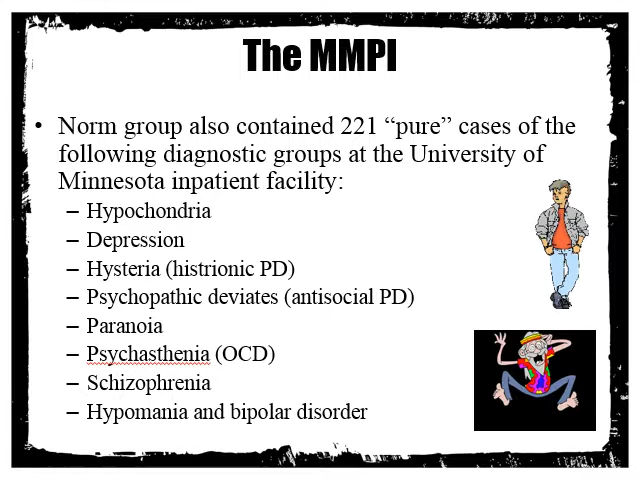 The MMPI
• Norm group also contained 221 “pure” cases of the
following diagnostic groups at the University of
Minnesota inpatient facility:
– Hypochondria
– Depression
– Hysteria (histrionic PD)
– Psychopathic deviates (antisocial PD)
– Paranoia
– Psychasthenia (OCD)
– Schizophrenia
– Hypomania and bipolar disorder